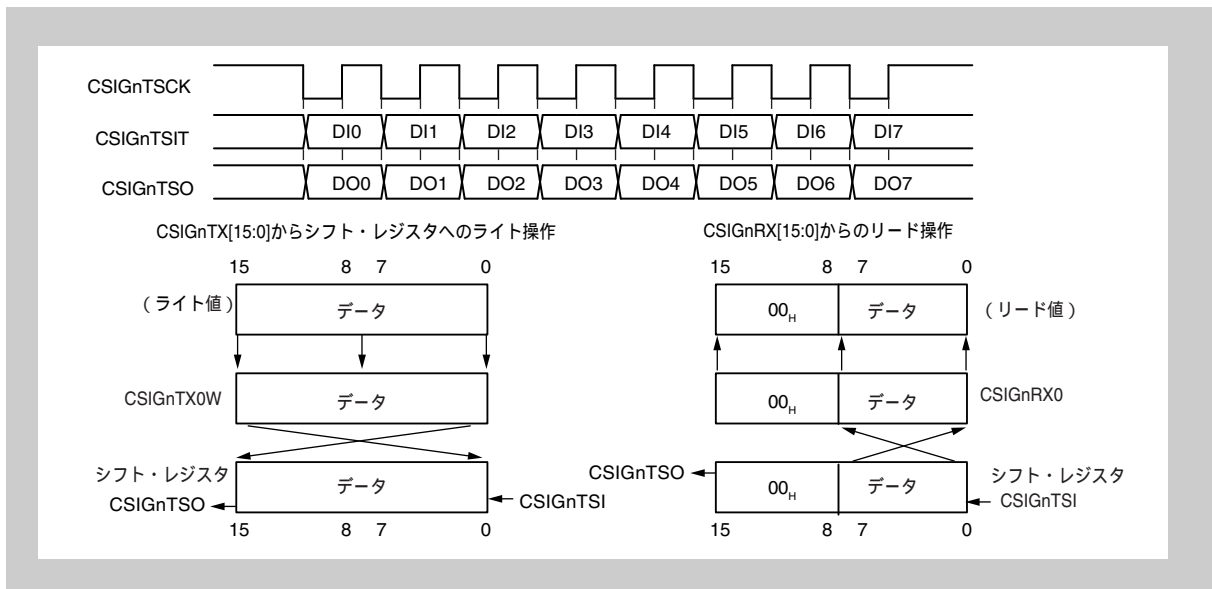 CSIGnTSCK
CSIGnTSIT DI0 DI1 DI2 DI3 DI4 DI5 DI6 DI7
CSIGnTSO DO0 DO1 DO2 DO3 DO4 DO5 DO6 DO7
CSIGnTX[15:0]からシフト・レジスタへのライト操作
15 8 7 0
（ライト値） データ
CSIGnTX0W データ
シフト・レジスタ
CSIGnTSO データ CSIGnTSI
15 8 7 0
CSIGnRX[15:0]からのリード操作
15 8 7 0
00H データ （リード値）
00H データ CSIGnRX0
CSIGnTSO 00H データ シフト・レジスタ
CSIGnTSI
15 8 7 0